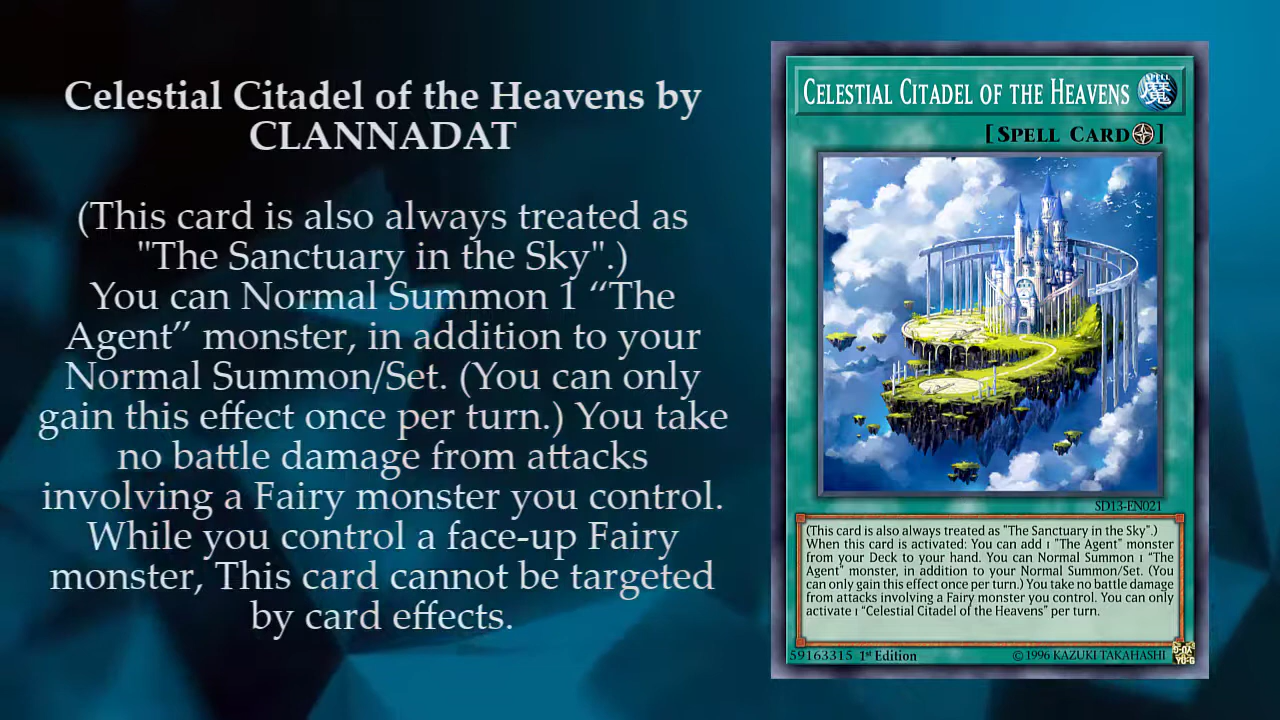 Celestial Citadel of the Heavens by
CLANNADAT
(This card is also always treated as
"The Sanctuary in the Sky".)
You can Normal Summon 1 “The
Agent” monster, in addition to your
Normal Summon/Set. (You can only
gain this effect once per turn.) You take
no battle damage from attacks
involving a Fairy monster you control.
While you control a face-up Fairy
monster, This card cannot be targeted
by card effects.
CELESTIAL CITADEL OF THE HEAVENS
SPELL
魔
[SPELL CARD]
SD13-EN021
(This card is also always treated as "The Sanctuary in the Sky".)
When this card is activated: You can add 1 "The Agent" monster
from your Deck to your hand. You can Normal Summon 1 “The
Agent” monster, in addition to your Normal Summon/Set. (You
can only gain this effect once per turn.) You take no battle damage
from attacks involving a Fairy monster you control. You can only
activate 1 “Celestial Citadel of the Heavens” per turn.
59163315 1st Edition
© 1996 KAZUKI TAKAHASHI